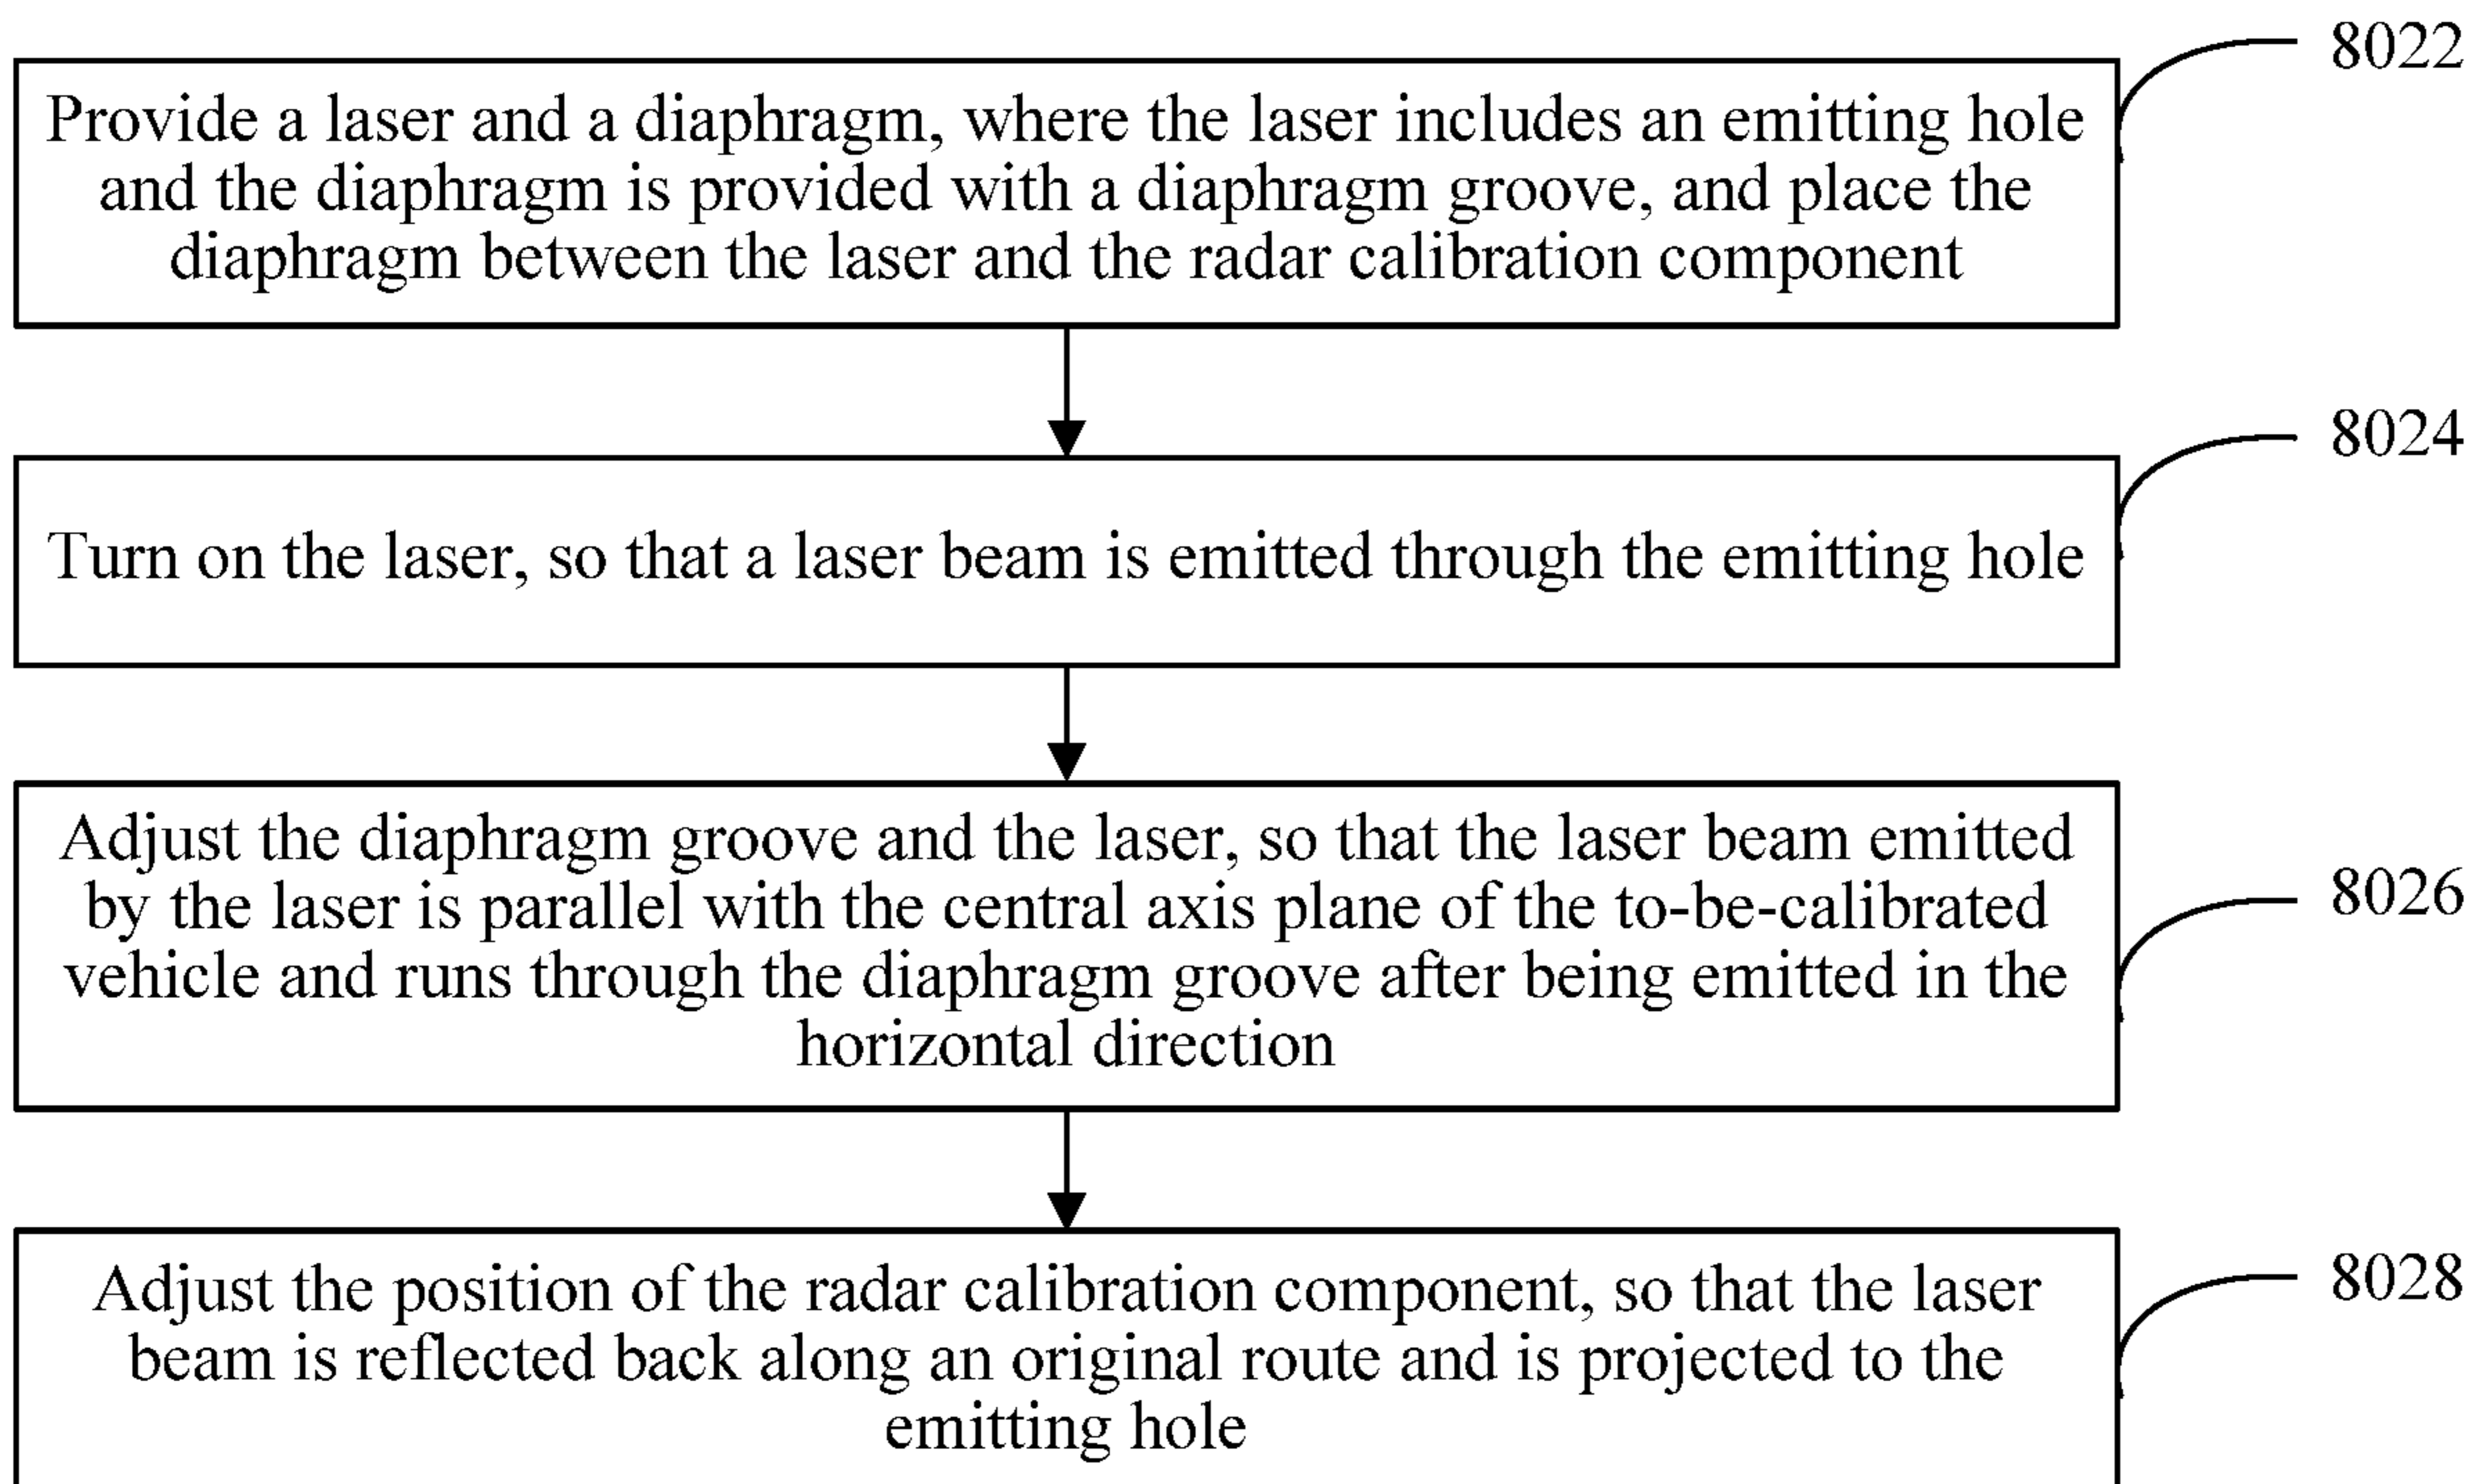 8022
Provide a laser and a diaphragm, where the laser includes an emitting hole
and the diaphragm is provided with a diaphragm groove, and place the
diaphragm between the laser and the radar calibration component
8024
Turn on the laser, so that a laser beam is emitted through the emitting hole
Adjust the diaphragm groove and the laser, so that the laser beam emitted
by the laser is parallel with the central axis plane of the to-be-calibrated
8026
vehicle and runs through the diaphragm groove after being emitted in the
horizontal direction
8028
Adjust the position of the radar calibration component, so that the laser
beam is reflected back along an original route and is projected to the
emitting hole